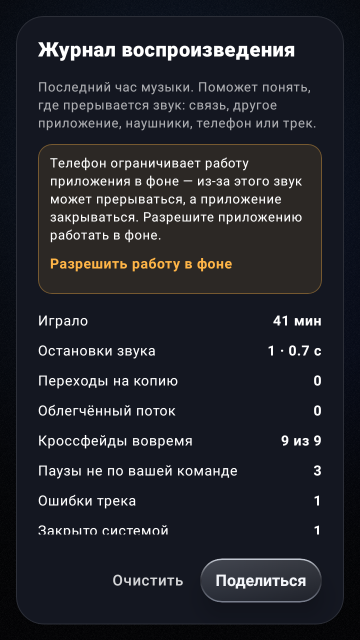 Журнал воспроизведения
Последний час музыки. Поможет понять,
где прерывается звук: связь, другое
приложение, наушники, телефон или трек.
Телефон ограничивает работу
приложения в фоне — из-за этого звук
может прерываться, а приложение
закрываться. Разрешите приложению
работать в фоне.
Разрешить работу в фоне
Играло 41 мин
Остановки звука 1 · 0.7 с
Переходы на копию 0
Облегчённый поток 0
Кроссфейды вовремя 9 из 9
Паузы не по вашей команде 3
Ошибки трека 1
Закрыто системой 1
Очистить Поделиться